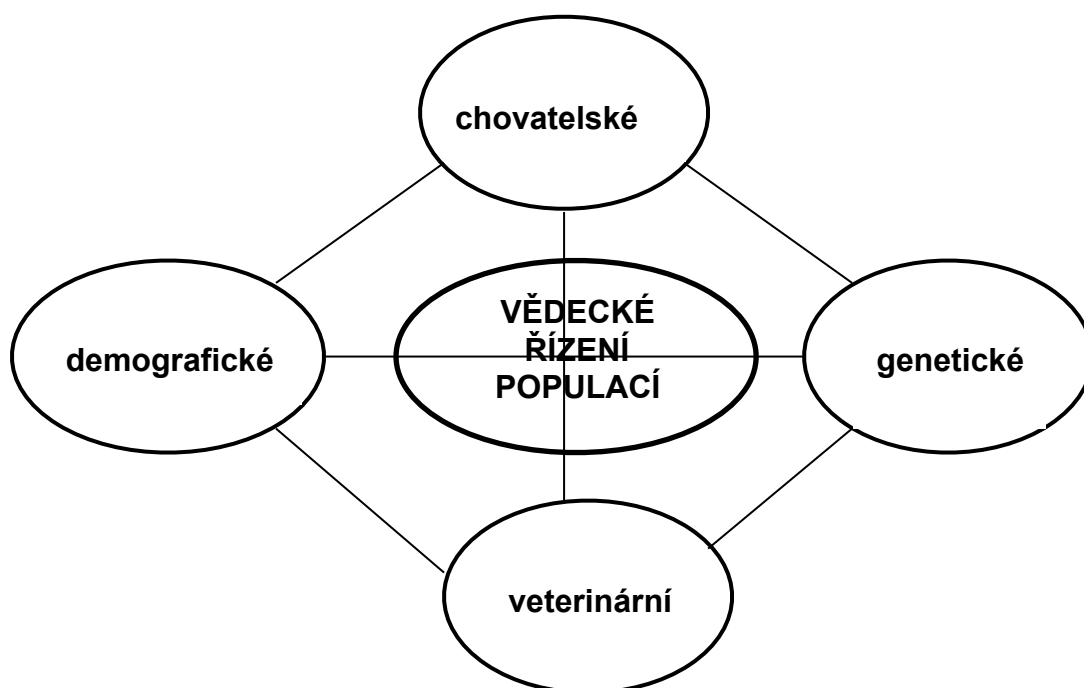 chovatelské
VĚDECKÉ
ŘÍZENÍ
POPULACÍ
demografické
genetické
veterinární